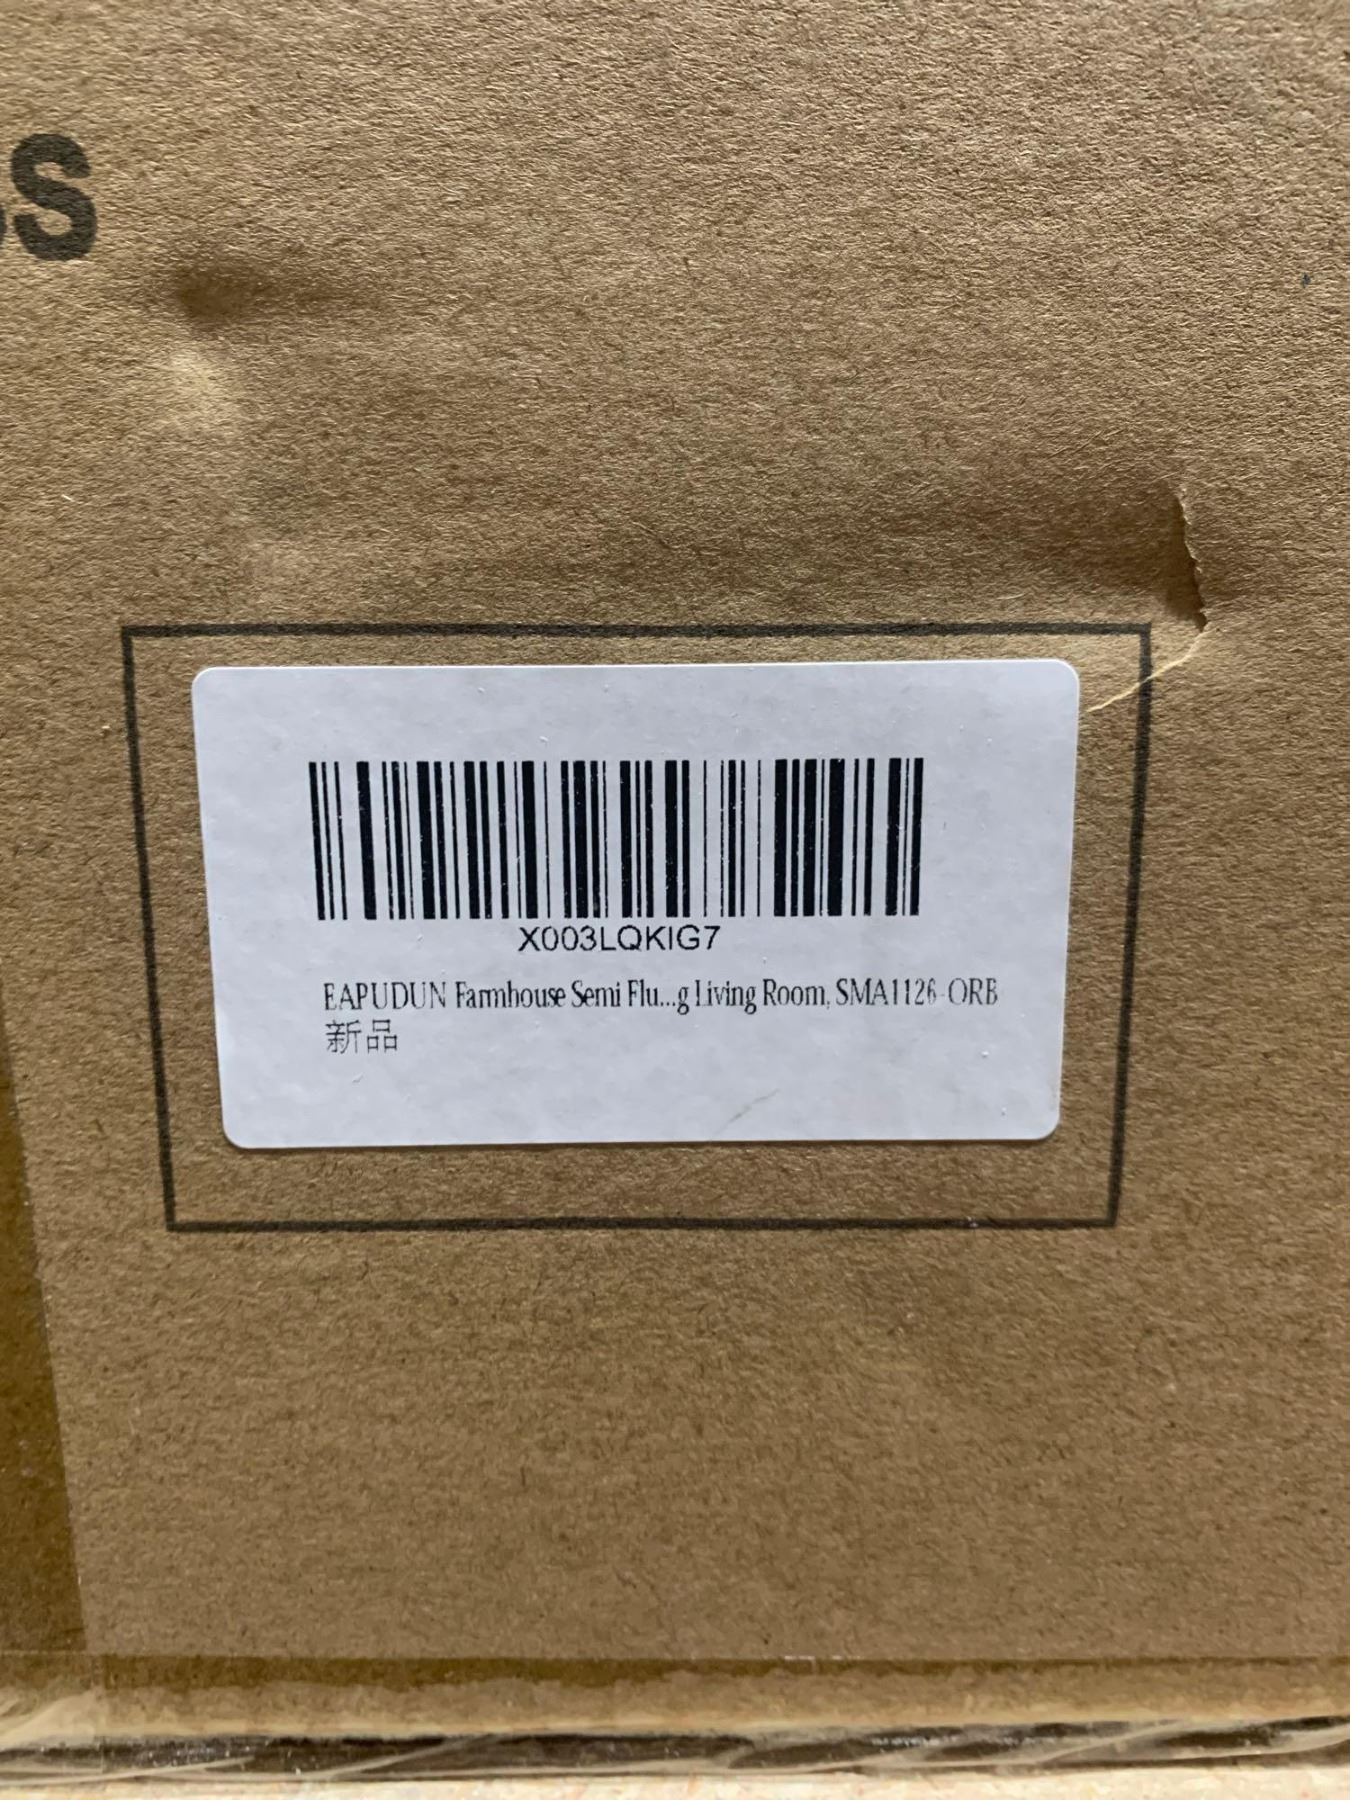 X003LQKIG7
EAPUDUN Farmhouse Semi Flu...g Living Room, SMA1126-ORB
新品